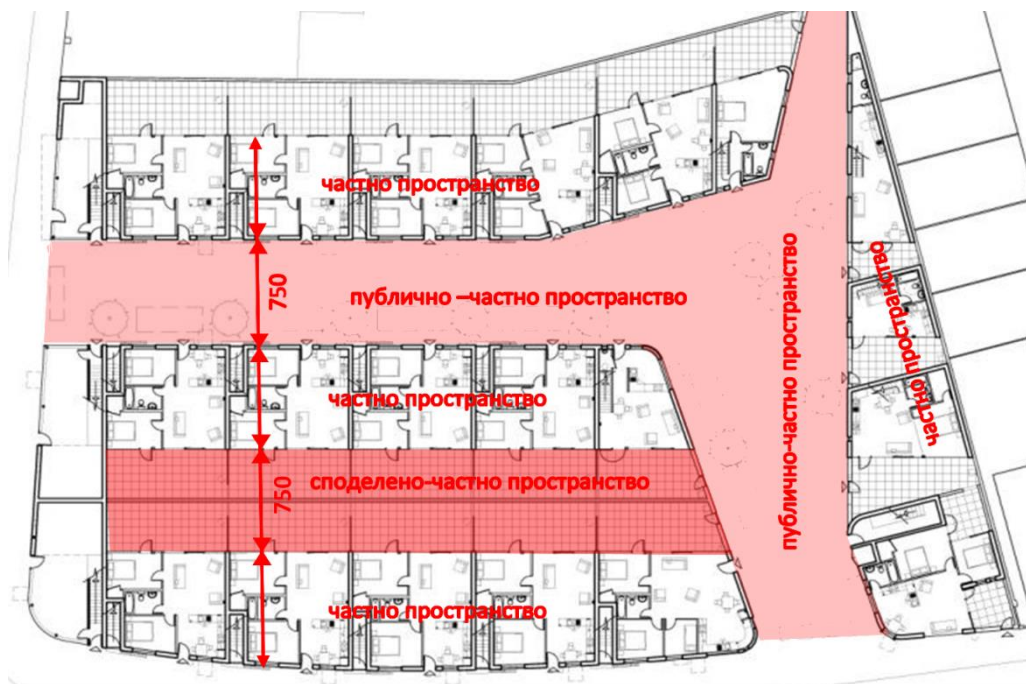 частно пространство
750
публично –частно пространство
публично-частно пространство
частно пространство
частно пространство
750
споделено-частно пространство
частно пространство